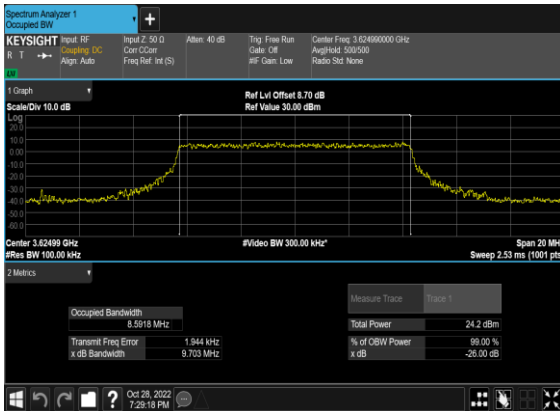 Spectrum Analyzer 1
Occupied BW
+
KEYSIGHT Input: RF Input Z: 50 Ω Atten: 40 dB Trig: Free Run Center Freq: 3.624990000 GHz
R T Coupling: DC Corr CCorr Gate: Off Avg|Hold: 500/500
Align: Auto Freq Ref: Int (S) #IF Gain: Low Radio Std: None
LW
1 Graph
Ref Lvl Offset 8.70 dB
Scale/Div 10.0 dB Ref Value 30.00 dBm
Log
20.0
10.0
0.00
-10.0
-20.0
-30.0
-40.0
-50.0
-60.0
Center 3.62499 GHz #Video BW 300.00 kHz* Span 20 MH
#Res BW 100.00 kHz Sweep 2.53 ms (1001 pts
2 Metrics
Measure Trace Trace 1
Occupied Bandwidth
8.5918 MHz Total Power 24.2 dBm
Transmit Freq Error 1.944 kHz % of OBW Power 99.00 %
x dB Bandwidth 9.703 MHz x dB -26.00 dB
? Oct 28, 2022
7:29:18 PM